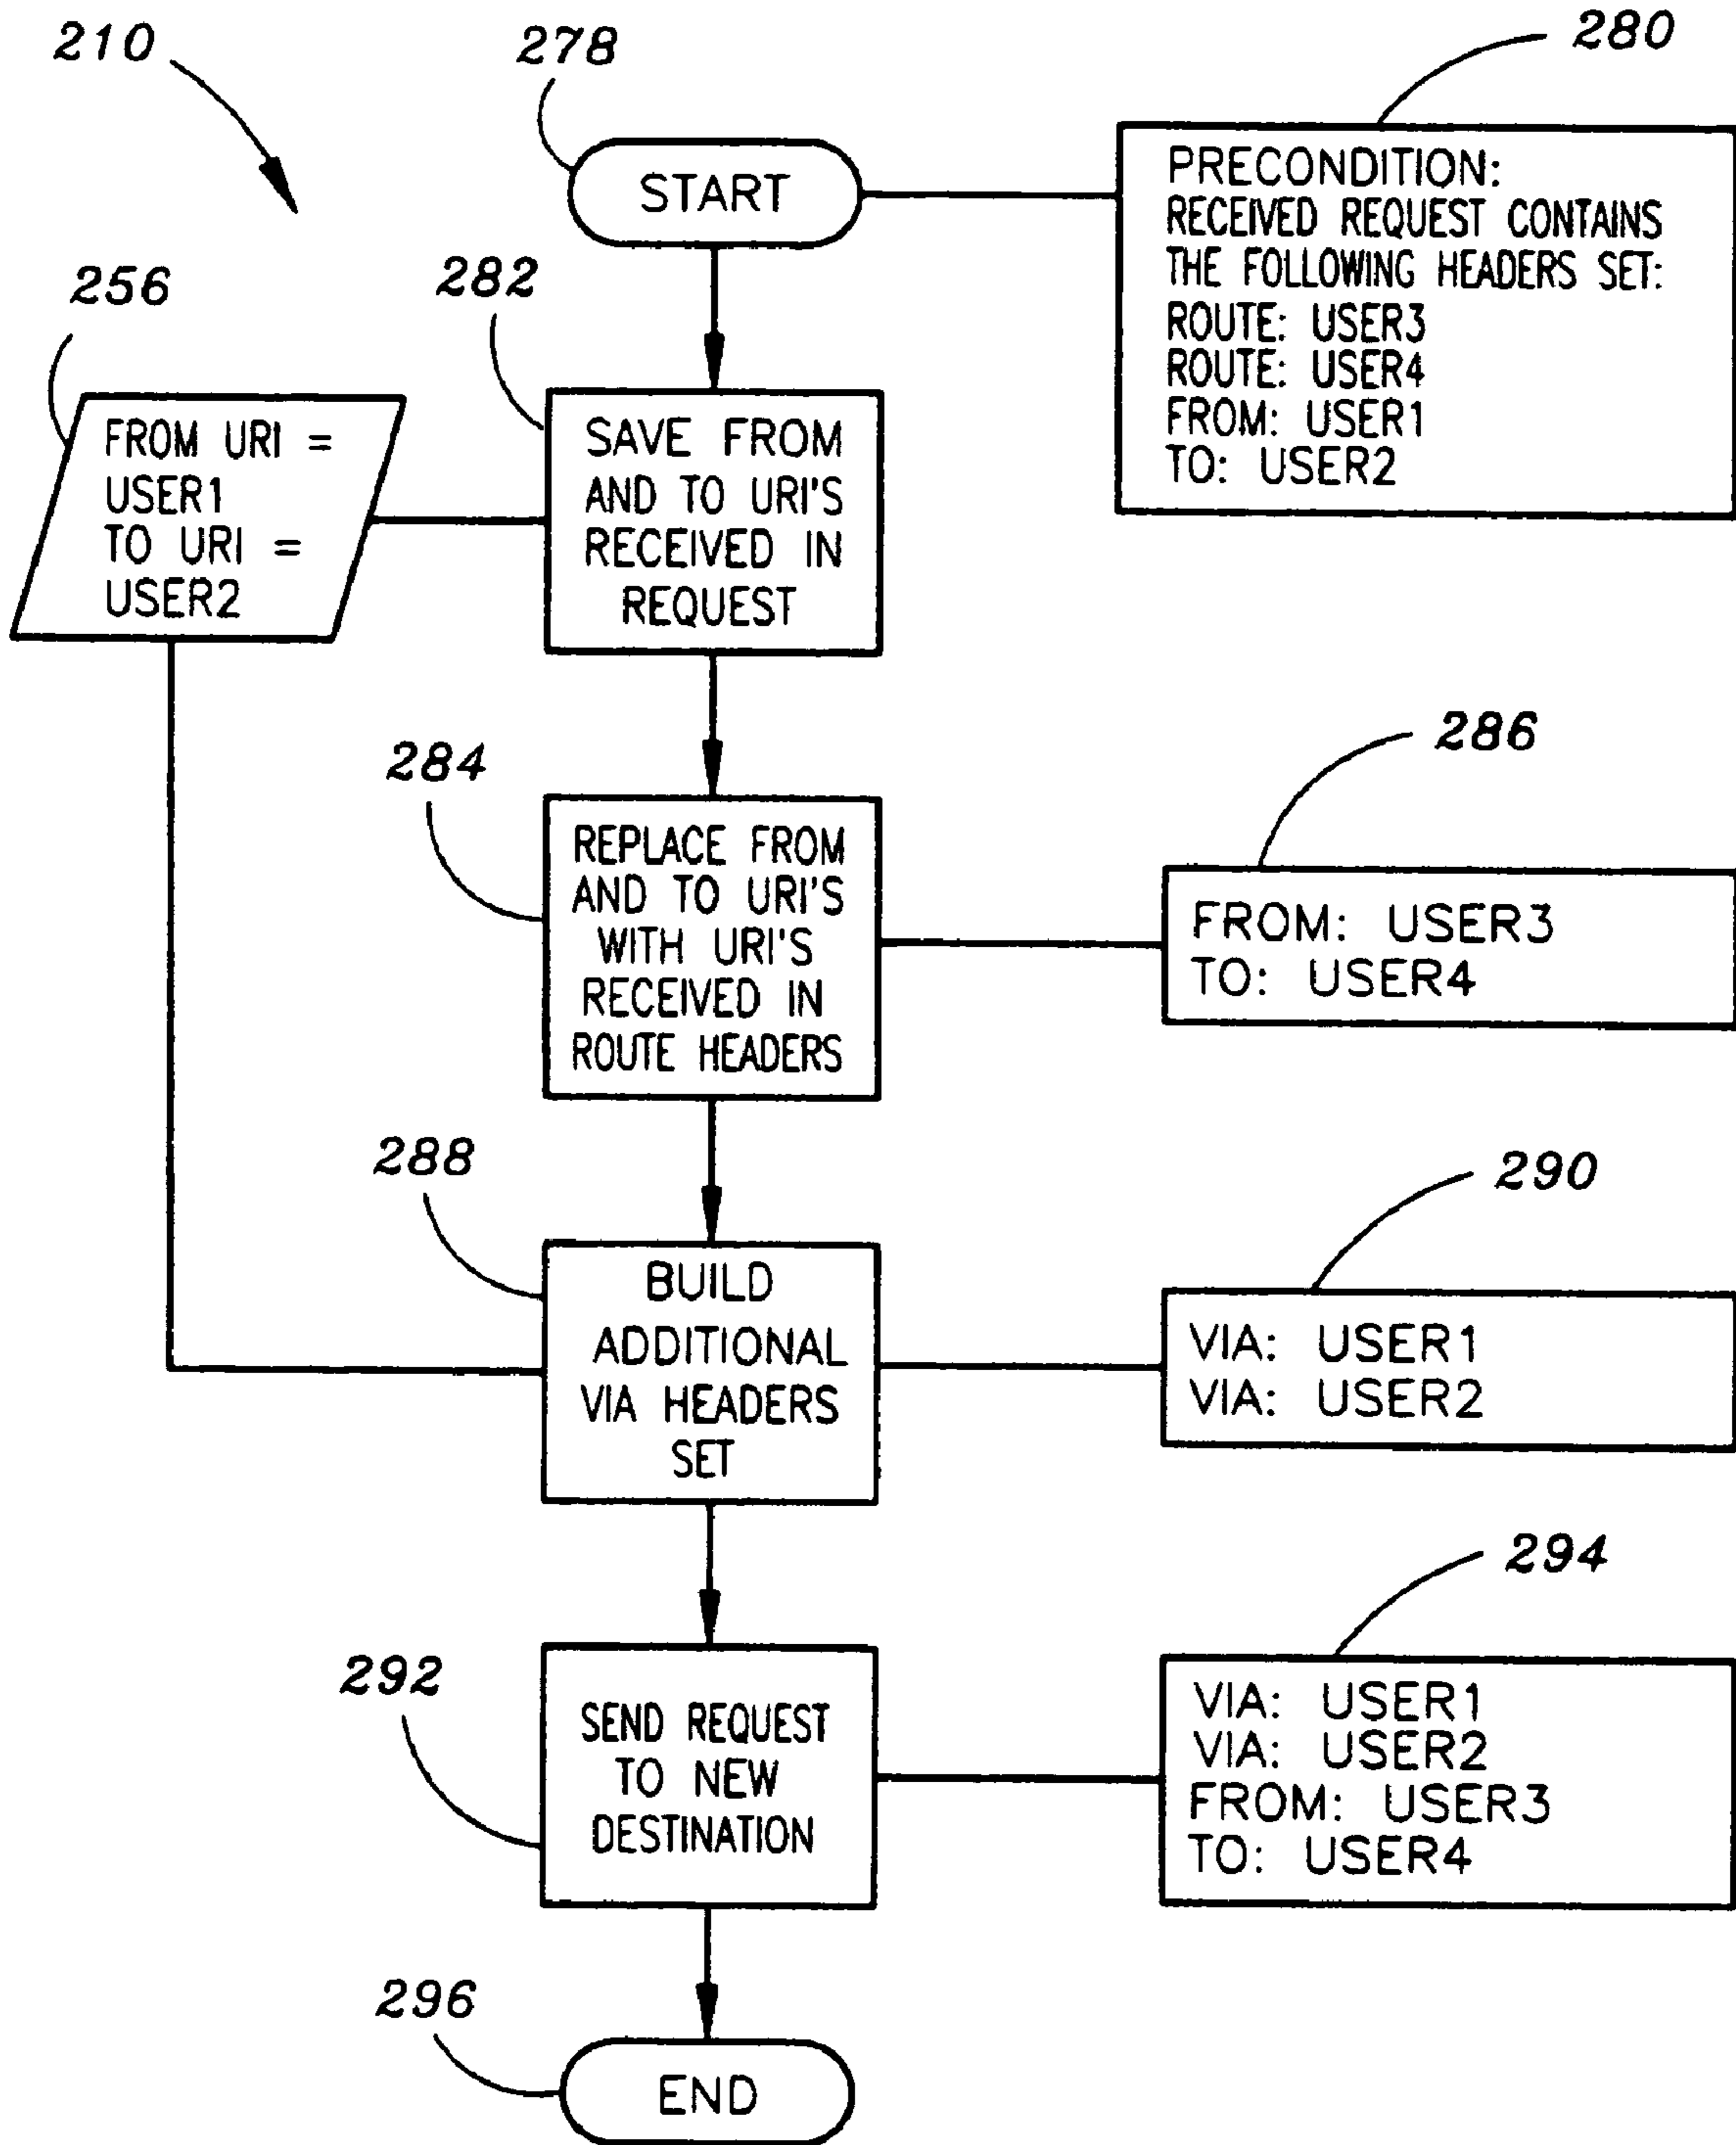 210
278
280
START
PRECONDITION:
RECEIVED REQUEST CONTAINS
THE FOLLOWING HEADERS SET:
ROUTE: USER3
ROUTE: USER4
FROM: USER1
TO: USER2
256
282
FROM URI =
USER1
TO URI =
USER2
SAVE FROM
AND TO URI'S
RECEIVED IN
REQUEST
284
286
REPLACE FROM
AND TO URI'S
WITH URI'S
RECEIVED IN
ROUTE HEADERS
FROM: USER3
TO: USER4
288
290
BUILD
ADDITIONAL
VIA HEADERS
SET
VIA: USER1
VIA: USER2
292
294
SEND REQUEST
TO NEW
DESTINATION
VIA: USER1
VIA: USER2
FROM: USER3
TO: USER4
296
END